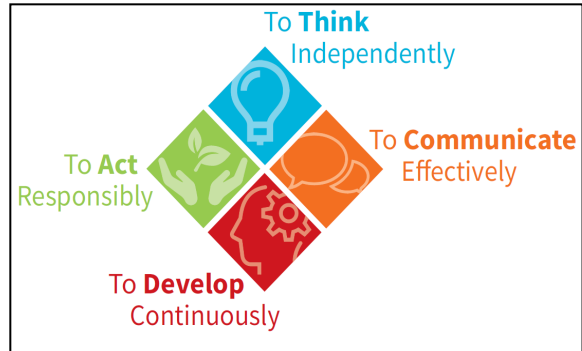 To Think
Independently
To Communicate
Effectively
To Act
Responsibly
To Develop
Continuously